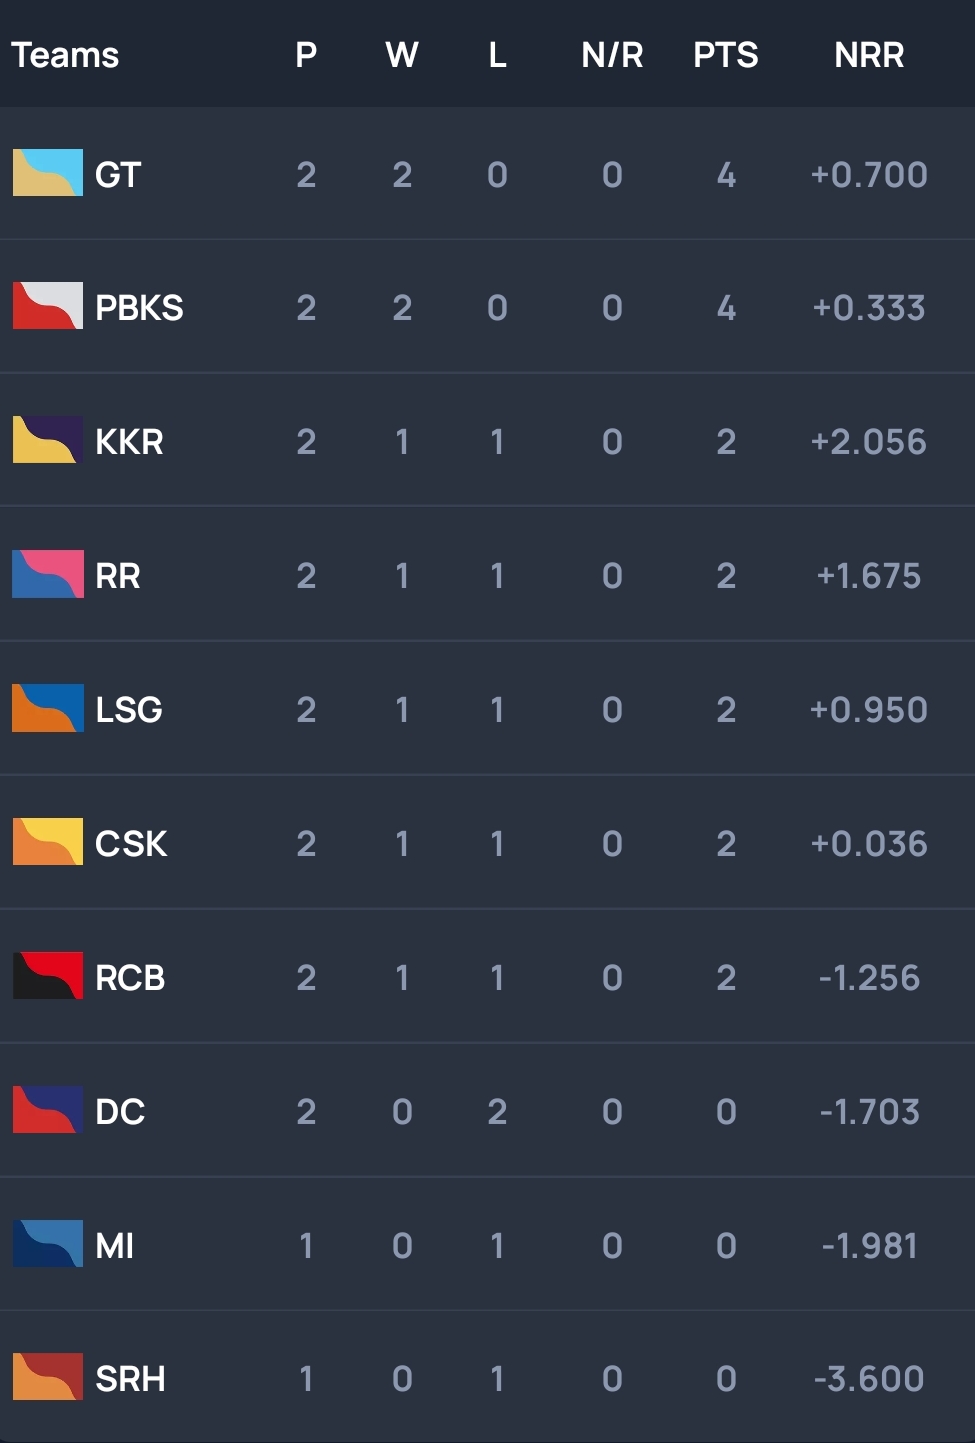 Teams P W L N/R PTS NRR
GT 2 2 0 0 4 +0.700
PBKS 2 2 0 0 4 +0.333
KKR 2 1 1 0 2 +2.056
RR 2 1 1 0 2 +1.675
LSG 2 1 1 0 2 +0.950
CSK 2 1 1 0 2 +0.036
RCB 2 1 1 0 2 -1.256
DC 2 0 2 0 0 -1.703
MI 1 0 1 0 0 -1.981
SRH 1 0 1 0 0 -3.600